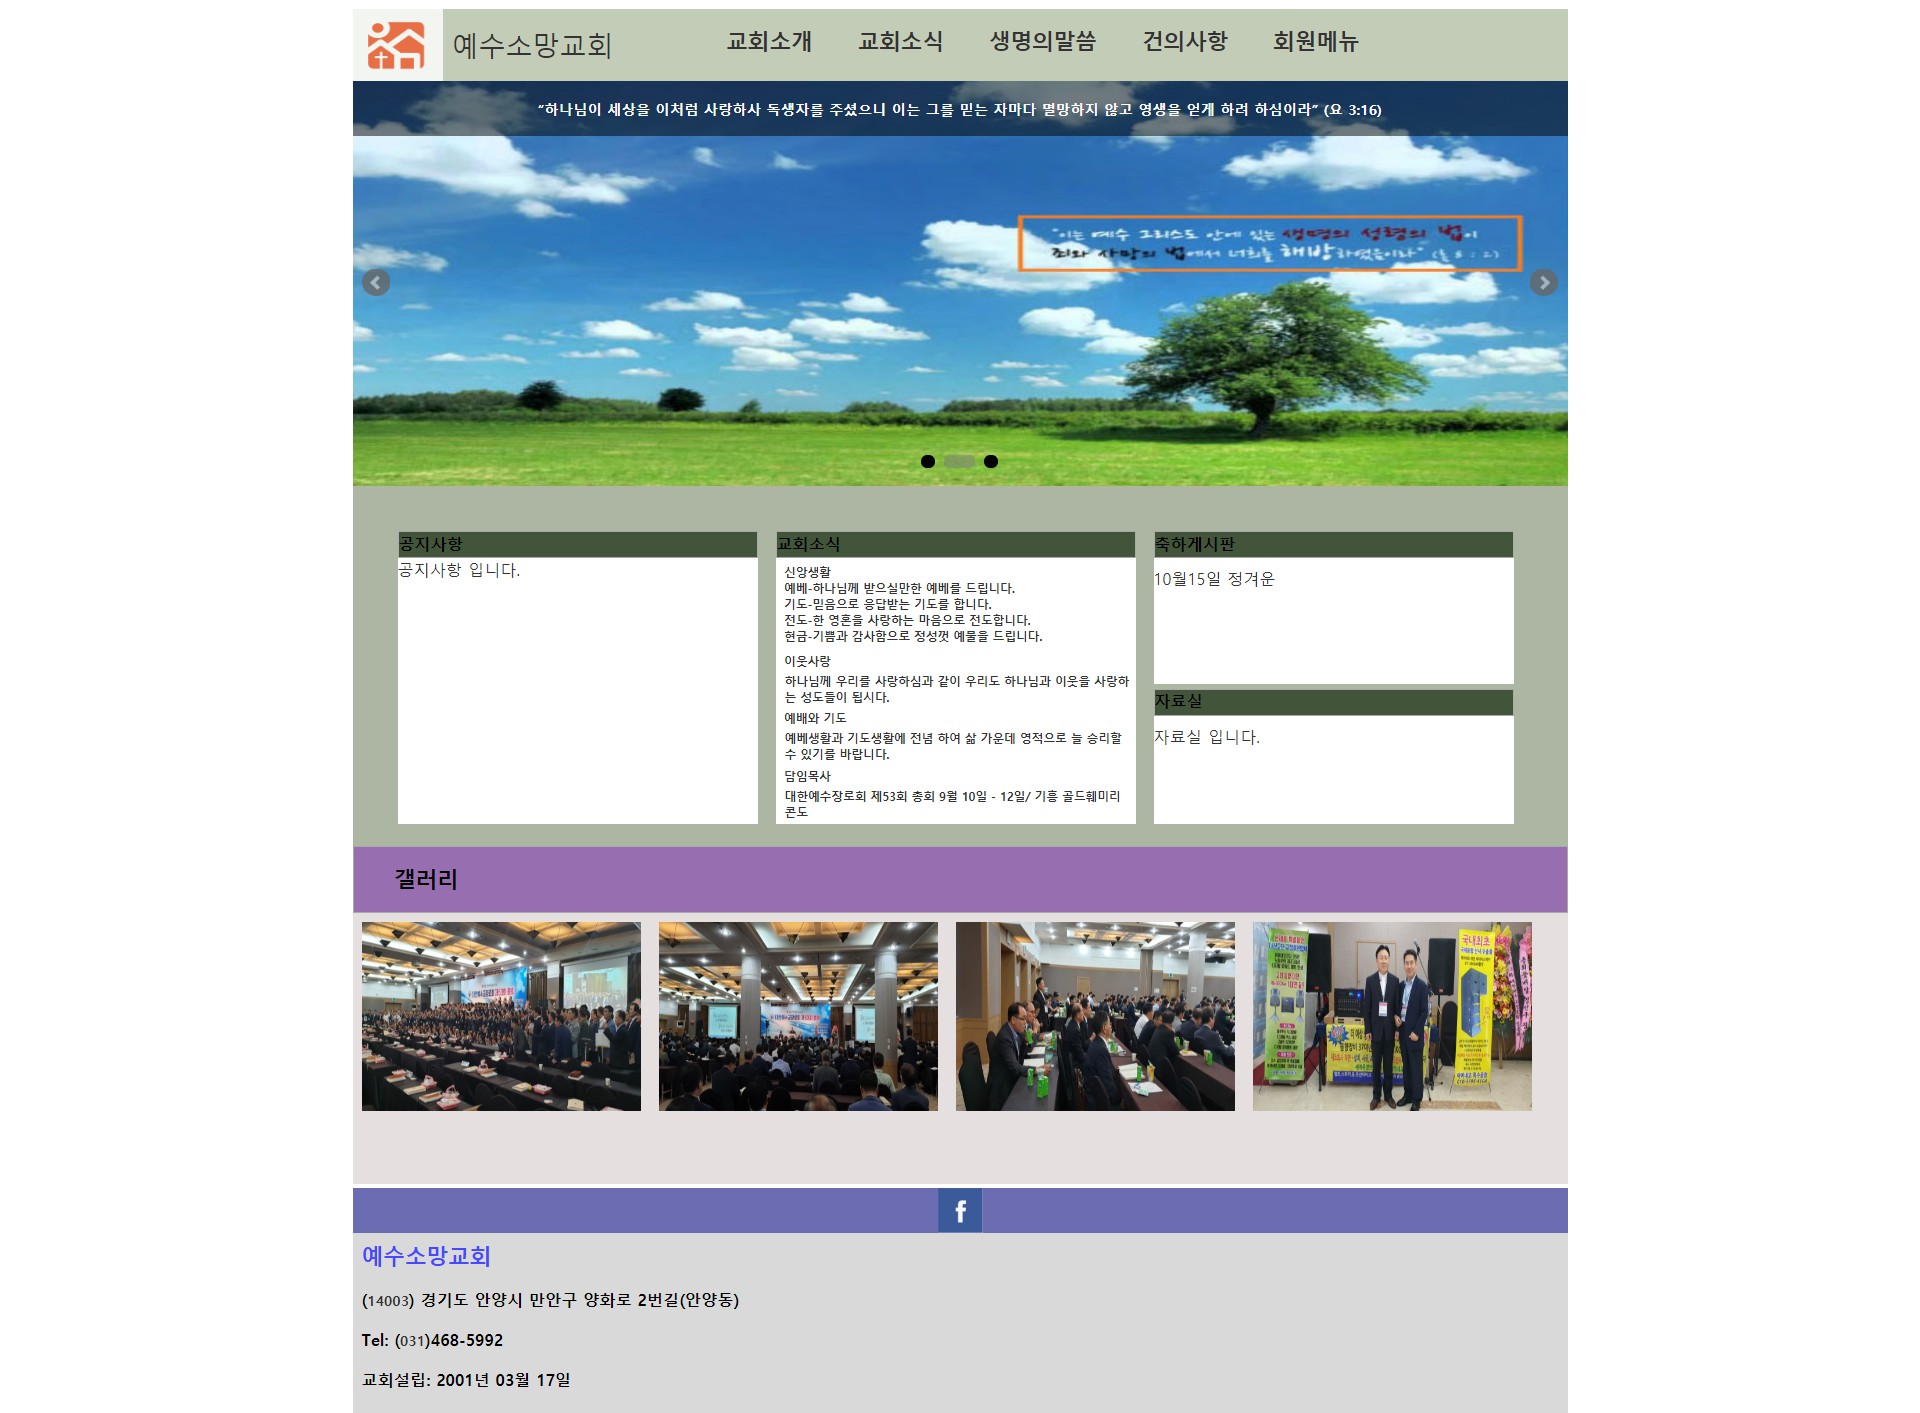 예수소망교회
교회소개 교회소식 생명의말씀 건의사항 회원메뉴
“하나님이 세상을 이처럼 사랑하사 독생자를 주셨으니 이는 그를 믿는 자마다 멸망하지 않고 영생을 얻게 하려 하심이라” (요 3:16)
“이는 예수 그리스도 안에 있는 생명의 성령의 법이
죄와 사망의 법에서 너희를 해방하였음이라” (롬 8 : 2)
공지사항
공지사항 입니다.
교회소식
신앙생활
예베-하나님께 받으실만한 예베를 드립니다.
기도-믿음으로 응답받는 기도를 합니다.
전도-한 영혼을 사랑하는 마음으로 전도합니다.
헌금-기쁨과 감사함으로 정성껏 예물을 드립니다.
이웃사랑
하나님께 우리를 사랑하심과 같이 우리도 하나님과 이웃을 사랑하
는 성도들이 됩시다.
예배와 기도
예베생활과 기도생활에 전념 하여 삶 가운데 영적으로 늘 승리할
수 있기를 바랍니다.
담임목사
대한예수장로회 제53회 총회 9월 10일 - 12일/ 기흥 골드훼미리
콘도
축하게시판
10월15일 정겨운
자료실
자료실 입니다.
갤러리
국내최초
f
예수소망교회
(14003) 경기도 안양시 만안구 양화로 2번길(안양동)
Tel: (031)468-5992
교회설립: 2001년 03월 17일